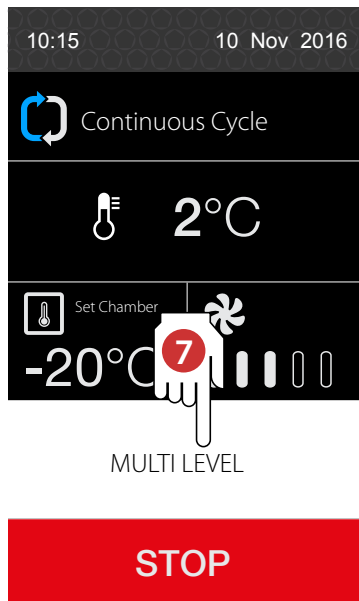 10:15 10 Nov 2016
Continuous Cycle
2°C
Set Chamber
-20°C
7
MULTI LEVEL
STOP